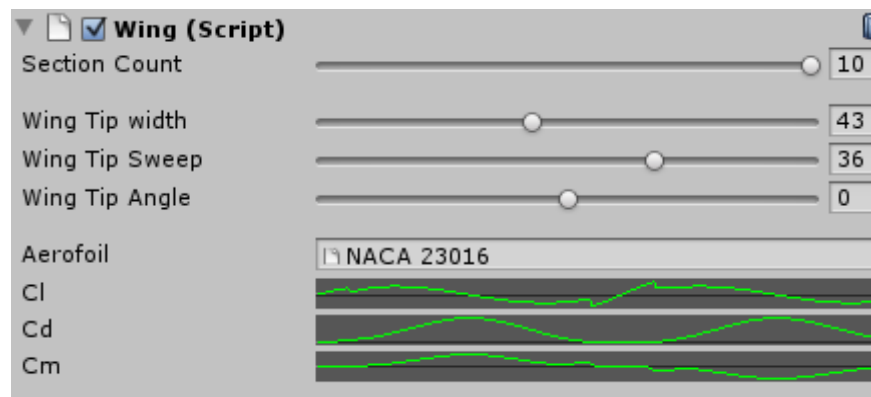 Wing (Script)
Section Count 10
Wing Tip width 43
Wing Tip Sweep 36
Wing Tip Angle 0
Aerofoil NACA 23016
Cl
Cd
Cm